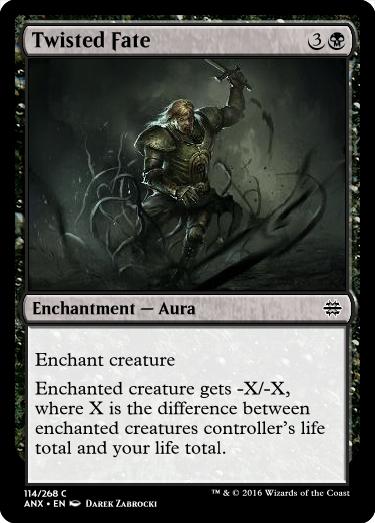 Twisted Fate 3
Enchantment — Aura
Enchant creature
Enchanted creature gets -X/-X,
where X is the difference between
enchanted creatures controller's life
total and your life total.
114/268 C
ANX • EN DAREK ZABROCKI
™ & © 2016 Wizards of the Coast